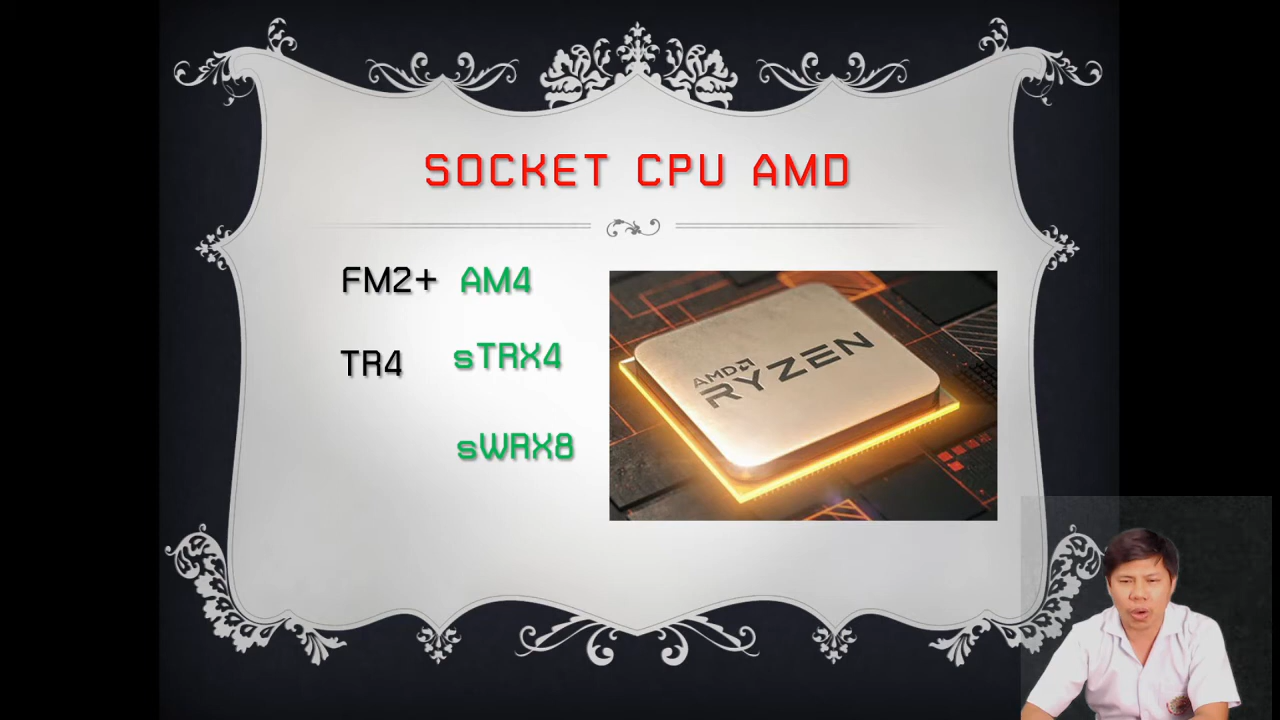 SOCKET CPU AMD
FM2+ AM4
TR4 sTRX4
sWRX8
AMD
RYZEN